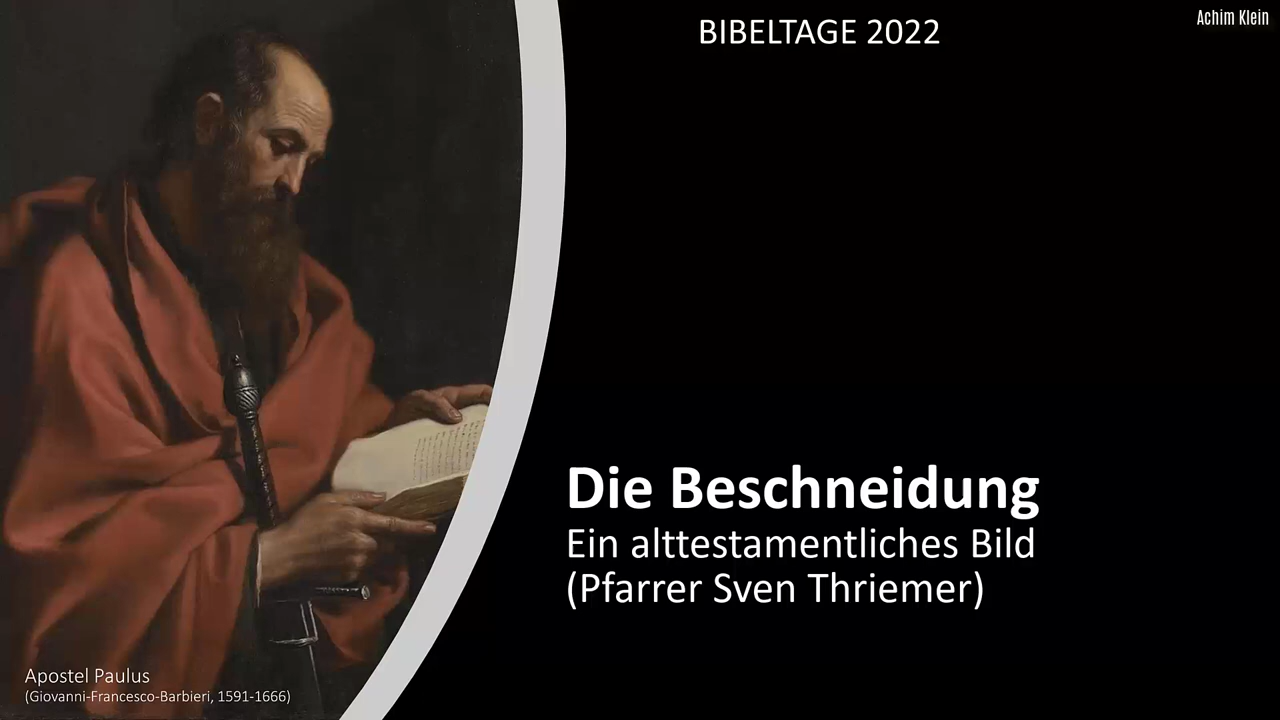 BIBELTAGE 2022
Achim Klein
Die Beschneidung
Ein alttestamentliches Bild
(Pfarrer Sven Thriemer)
Apostel Paulus
(Giovanni-Francesco-Barbieri, 1591-1666)